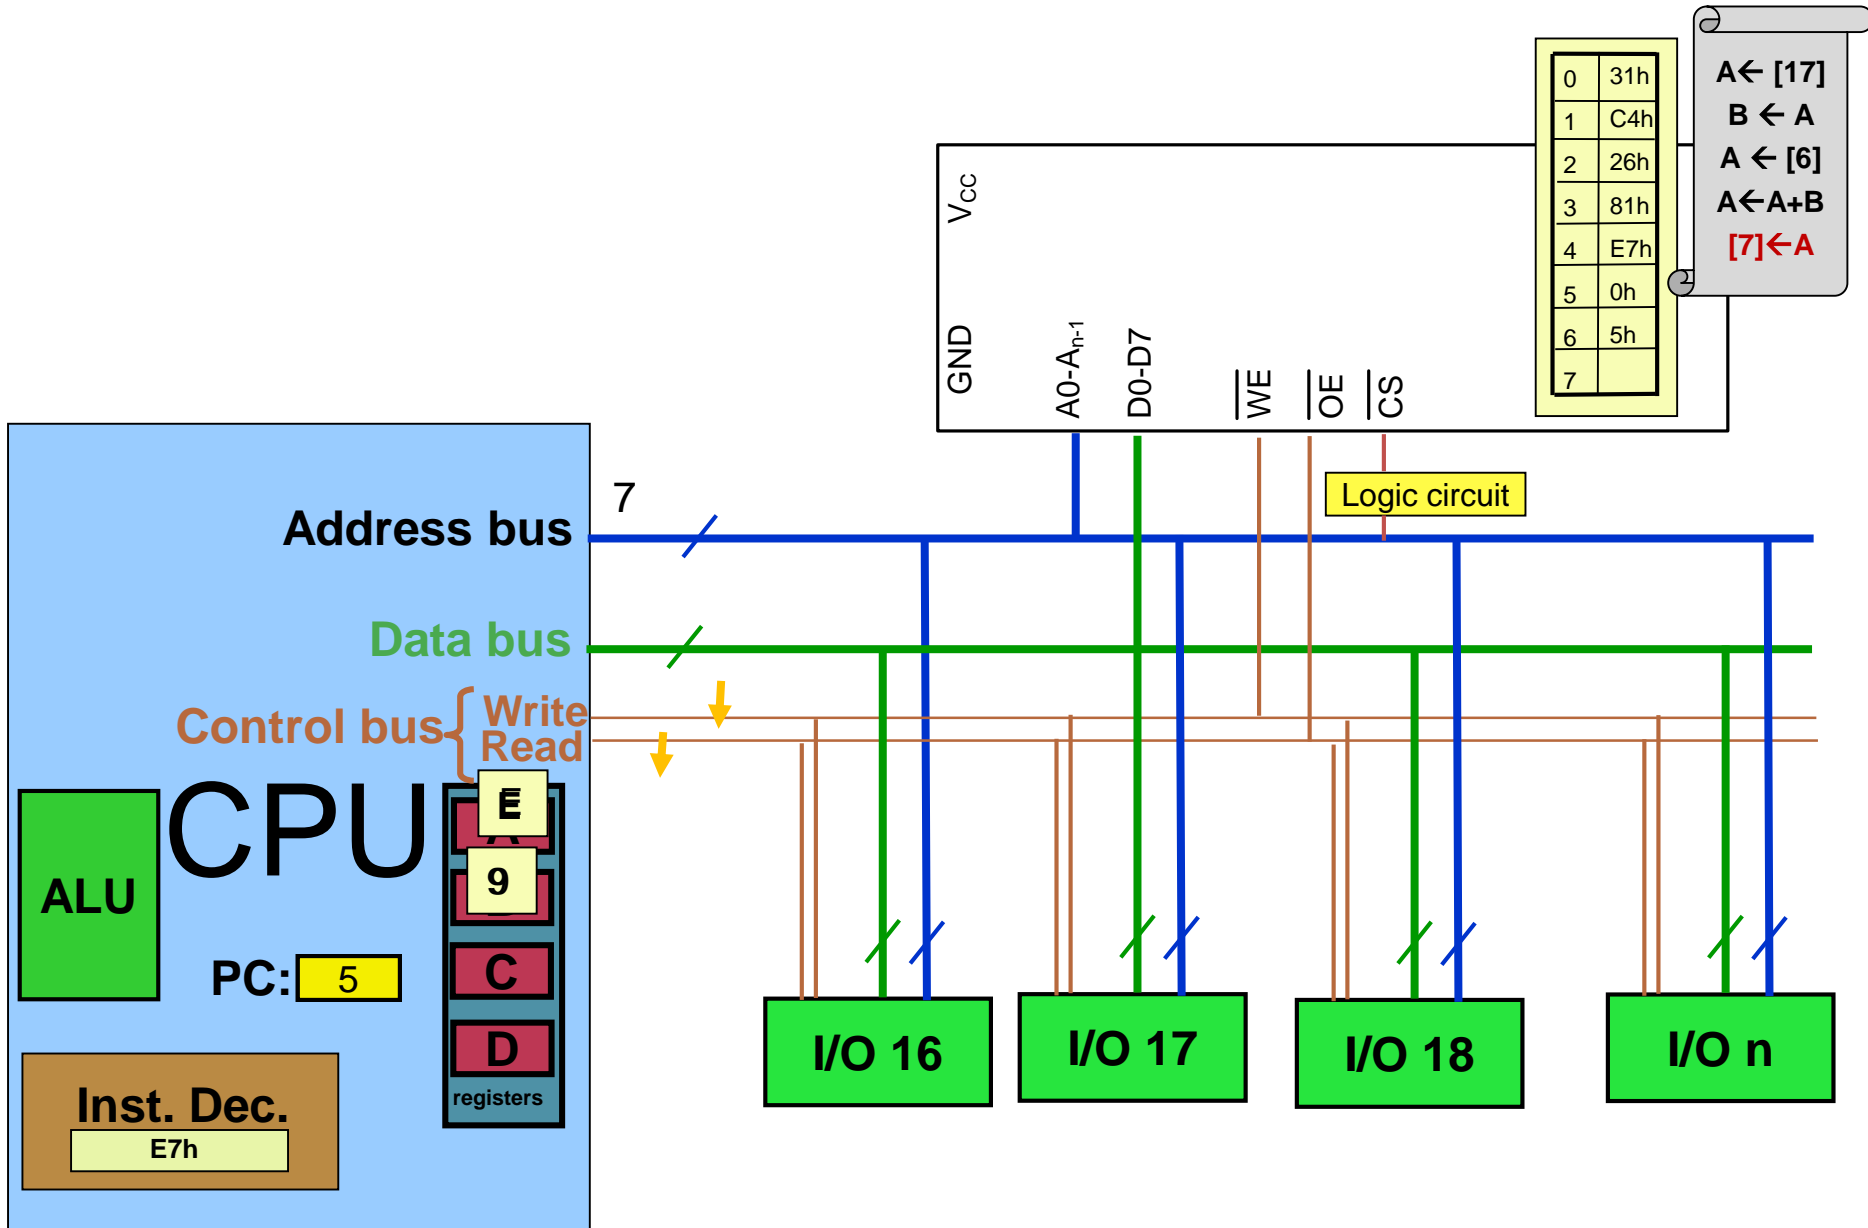 0 31h
1 C4h
2 26h
3 81h
4 E7h
5 0h
6 5h
7
A← [17]
B ← A
A ← [6]
A←A+B
[7]←A
VCC
GND
A0-An-1
D0-D7
WE
OE
CS
Logic circuit
7
Address bus
Data bus
Control bus
Write
Read
CPU
ALU
E
9
C
D
registers
PC: 5
Inst. Dec.
E7h
I/O 16
I/O 17
I/O 18
I/O n